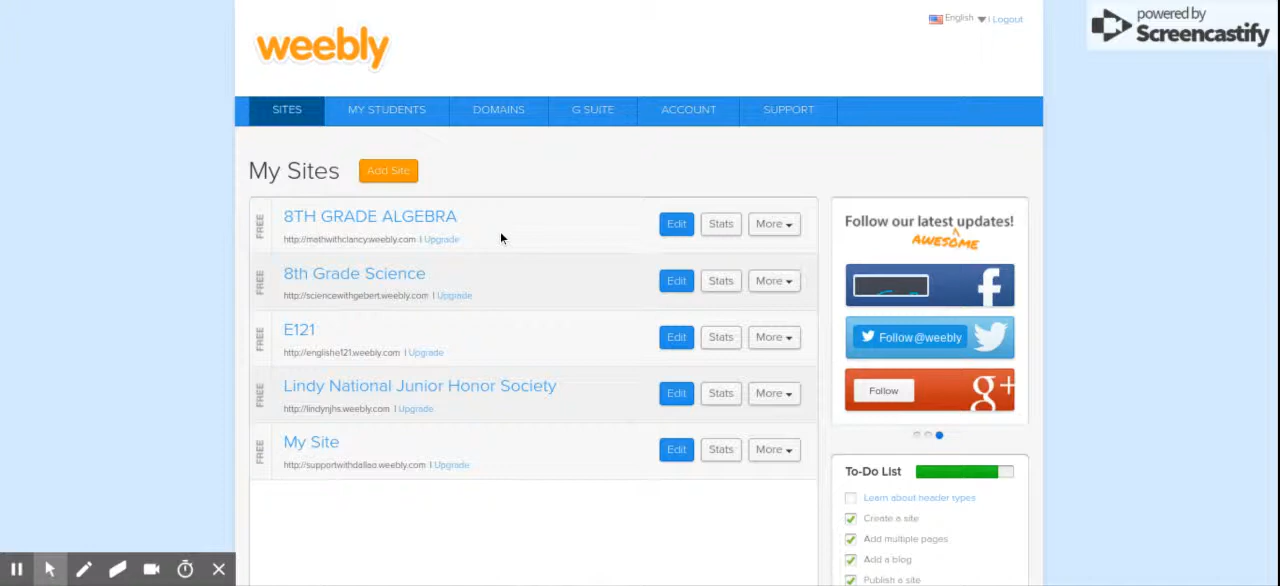 powered by
Screencastify
English | Logout
weebly
SITES MY STUDENTS DOMAINS G SUITE ACCOUNT SUPPORT
My Sites Add Site
FREE
8TH GRADE ALGEBRA
http://mathwithclancy.weebly.com | Upgrade
Edit Stats More
FREE
8th Grade Science
http://sciencewithgebert.weebly.com | Upgrade
Edit Stats More
FREE
E121
http://englishe121.weebly.com | Upgrade
Edit Stats More
FREE
Lindy National Junior Honor Society
http://lindynjhs.weebly.com | Upgrade
Edit Stats More
FREE
My Site
http://supportwithdallao.weebly.com | Upgrade
Edit Stats More
Follow our latest updates!
AWESOME
f
Follow @weebly
Follow g+
To-Do List
Learn about header types
Create a site
Add multiple pages
Add a blog
Publish a site